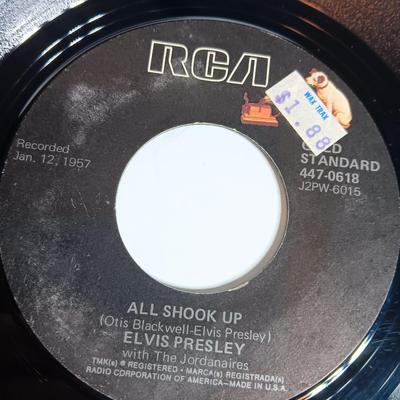 RCA
WAX TRAX
$1.88
Recorded
Jan. 12, 1957
GOLD
STANDARD
447-0618
J2PW-6015
ALL SHOOK UP
(Otis Blackwell-Elvis Presley)
ELVIS PRESLEY
with The Jordanaires
TMK(s) ® REGISTERED • MARCA(s) REGISTRADA(s)
RADIO CORPORATION OF AMERICA—MADE IN U.S.A.